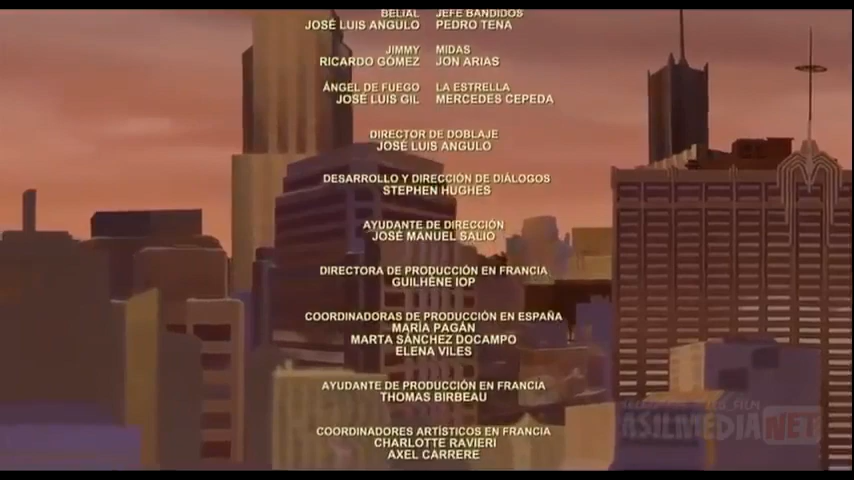 BELIAL JEFE BANDIDOS
JOSÉ LUIS ANGULO PEDRO TENA
JIMMY MIDAS
RICARDO GÓMEZ JON ARIAS
ÁNGEL DE FUEGO LA ESTRELLA
JOSÉ LUIS GIL MERCEDES CEPEDA
DIRECTOR DE DOBLAJE
JOSÉ LUIS ANGULO
DESARROLLO Y DIRECCIÓN DE DIÁLOGOS
STEPHEN HUGHES
AYUDANTE DE DIRECCIÓN
JOSÉ MANUEL SALIO
DIRECTORA DE PRODUCCIÓN EN FRANCIA
GUILHÈNE IOP
COORDINADORAS DE PRODUCCIÓN EN ESPAÑA
MARÍA PAGÁN
MARTA SÁNCHEZ DOCAMPO
ELENA VILES
AYUDANTE DE PRODUCCIÓN EN FRANCIA
THOMAS BIRBEAU
COORDINADORES ARTÍSTICOS EN FRANCIA
CHARLOTTE RAVIERI
AXEL CARRERE
ASILMEDIA NET